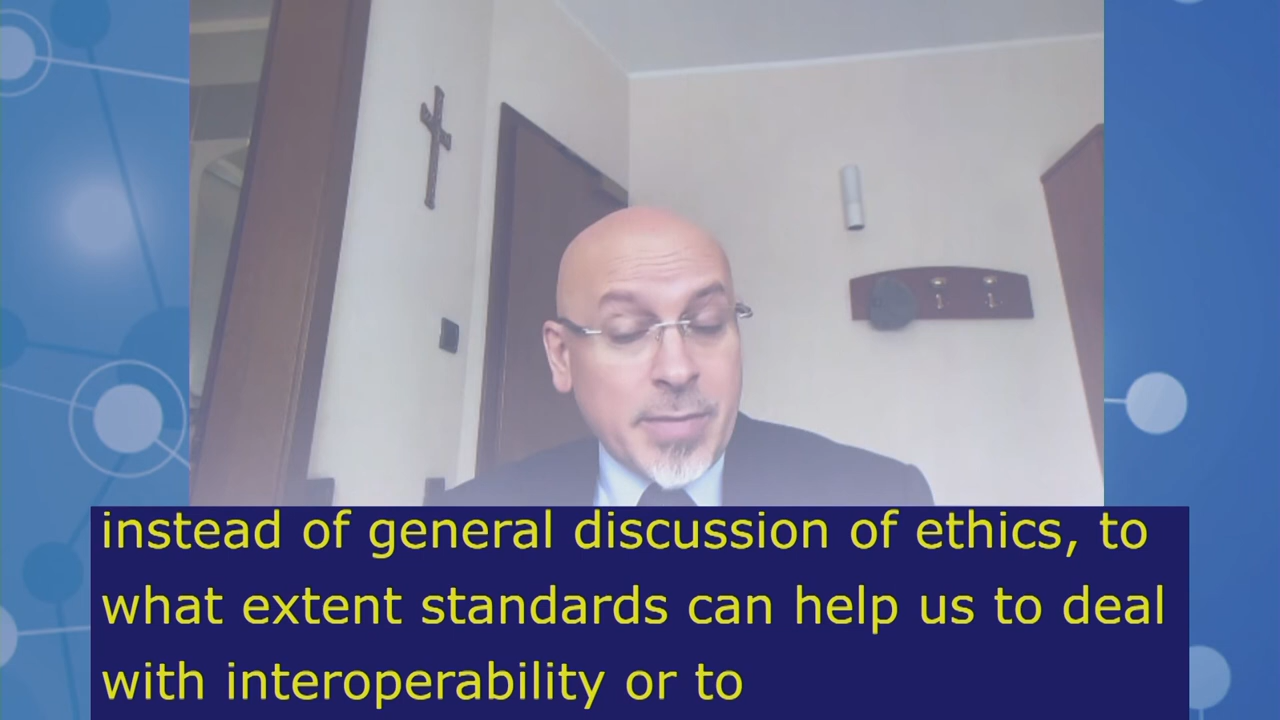 instead of general discussion of ethics, to
what extent standards can help us to deal
with interoperability or to